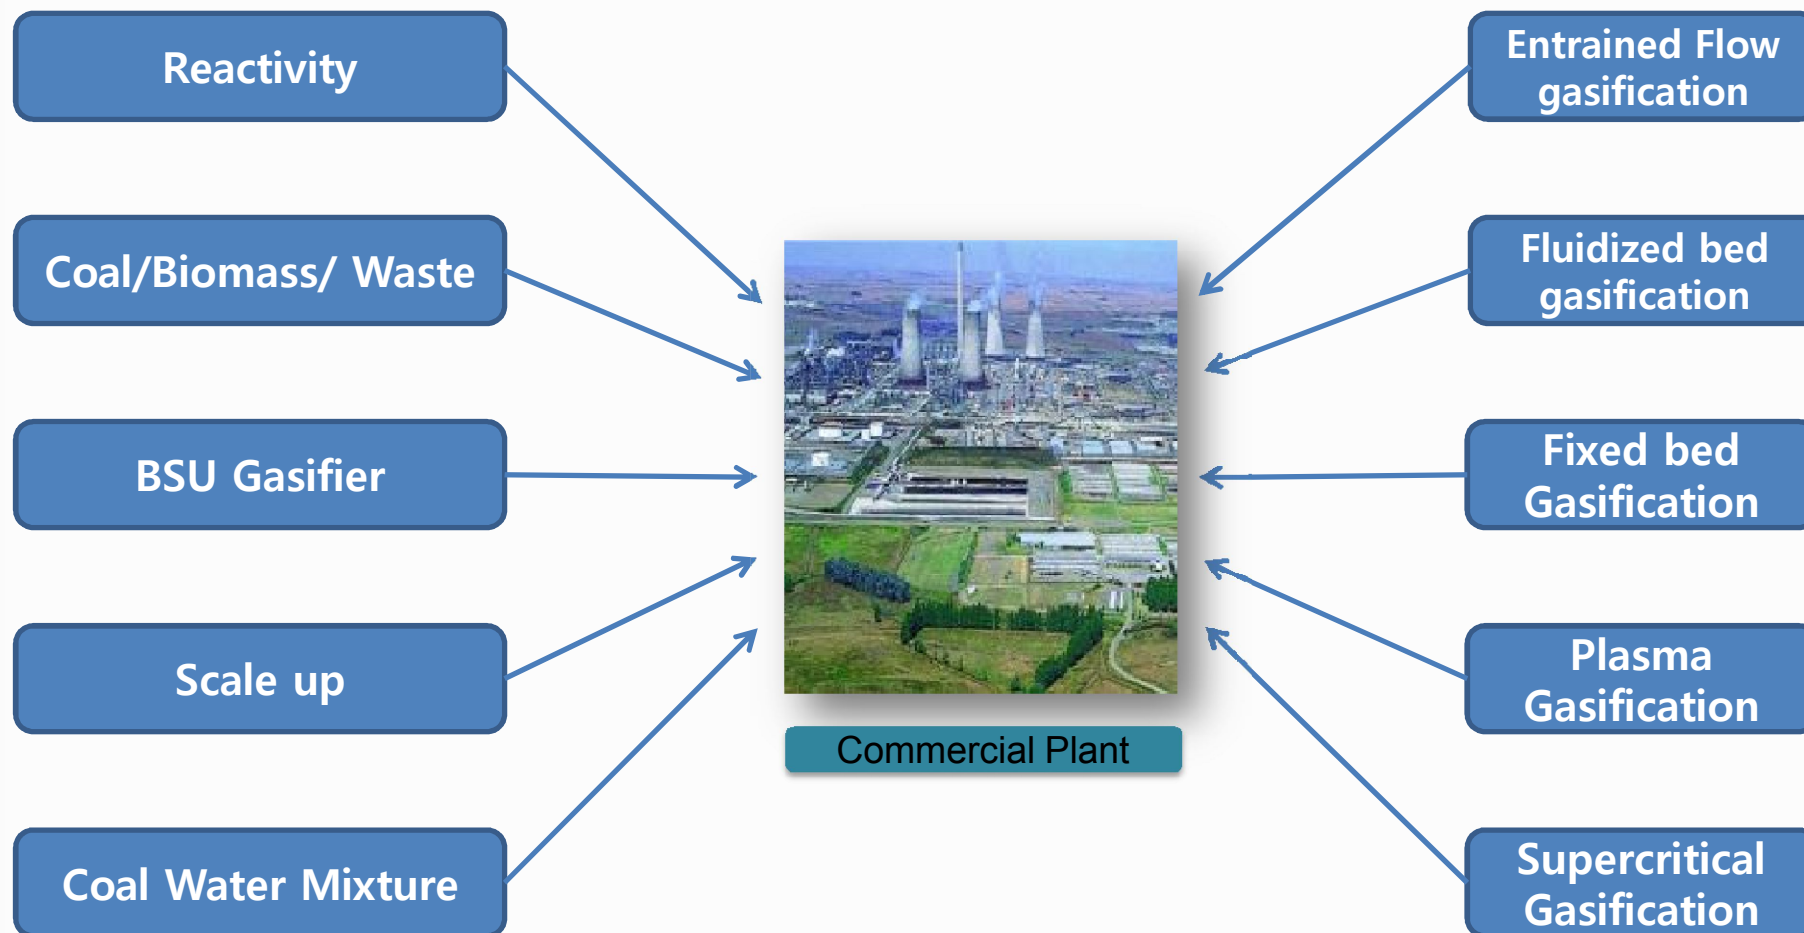 Reactivity
Coal/Biomass/ Waste
BSU Gasifier
Scale up
Coal Water Mixture
Commercial Plant
Entrained Flow
gasification
Fluidized bed
gasification
Fixed bed
Gasification
Plasma
Gasification
Supercritical
Gasification